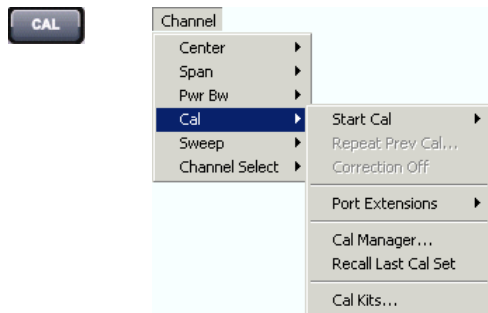 CAL
Channel
Center
Span
Pwr Bw
Cal
Sweep
Channel Select
Start Cal
Repeat Prev Cal...
Correction Off
Port Extensions
Cal Manager...
Recall Last Cal Set
Cal Kits...